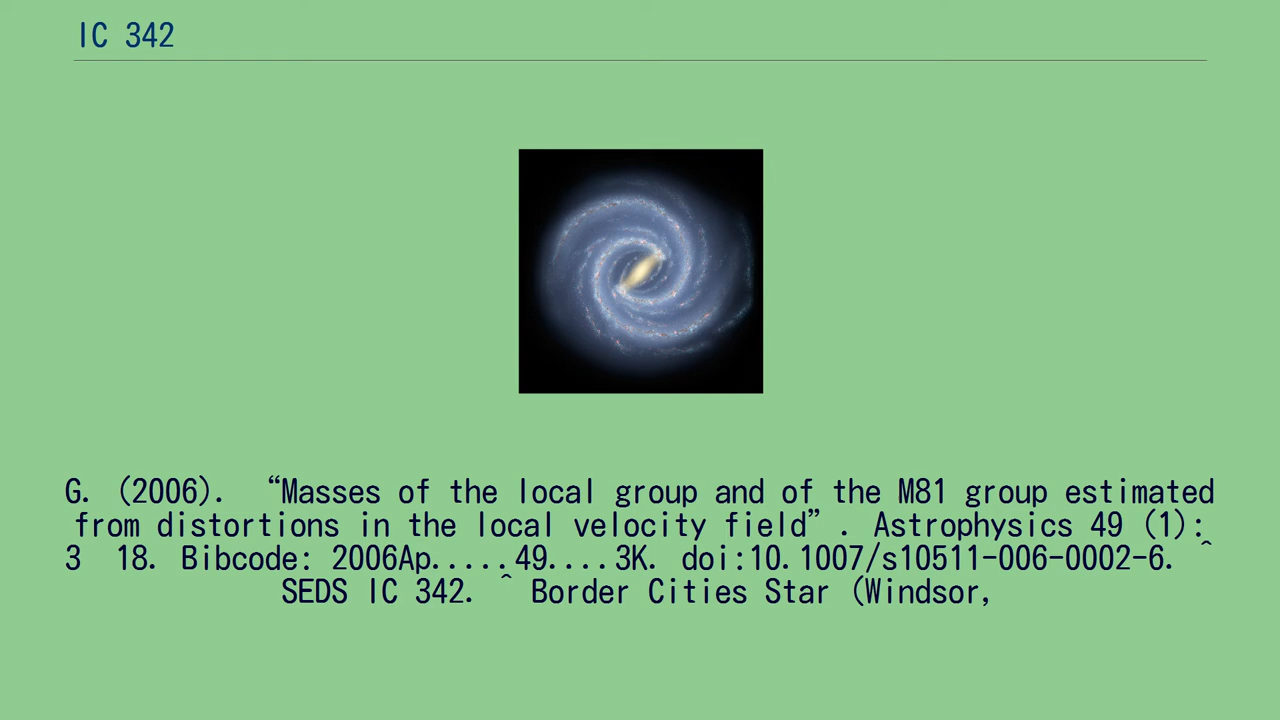 IC 342
G. (2006). “Masses of the local group and of the M81 group estimated
from distortions in the local velocity field”. Astrophysics 49 (1):
3 18. Bibcode: 2006Ap.....49....3K. doi:10.1007/s10511-006-0002-6. ^
SEDS IC 342. ^ Border Cities Star (Windsor,